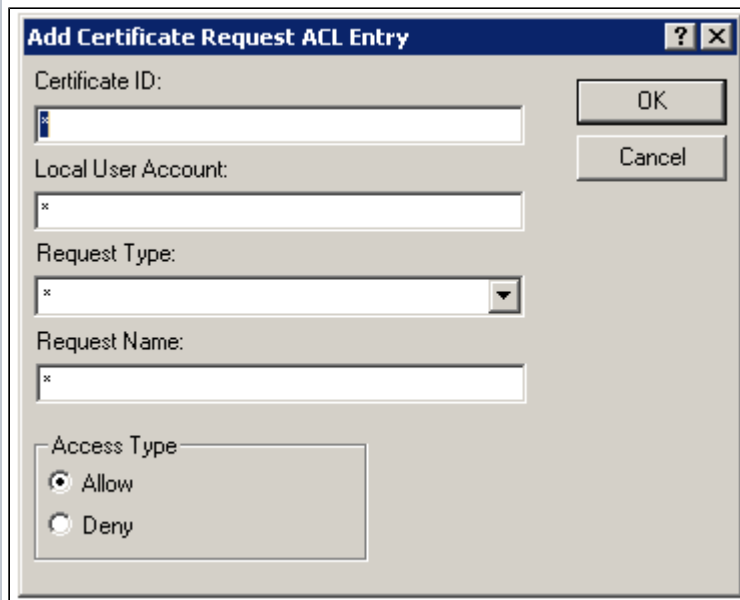 Add Certificate Request ACL Entry
Certificate ID:
*
OK
Local User Account:
Cancel
*
Request Type:
*
Request Name:
*
Access Type
Allow
Deny